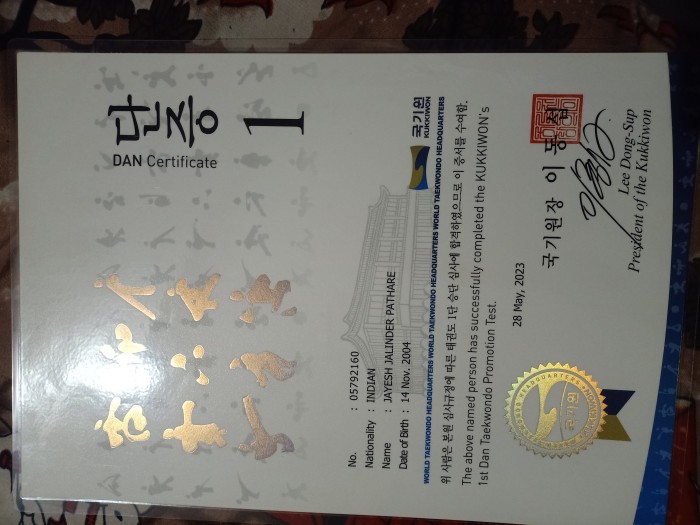 단증
DAN Certificate
1
No. : 05792160
Nationality : INDIAN
Name : JAYESH JALINDER PATHARE
Date of Birth : 14 Nov. 2004
국기원
KUKKIWON
WORLD TAEKWONDO HEADQUARTERS WORLD TAEKWONDO HEADQUARTERS WORLD TAEKWONDO HEADQUARTERS
위 사람은 본원 심사규정에 따른 태권도 1단 승단 심사에 합격하였으므로 이 증서를 수여함.
The above named person has successfully completed the KUKKIWON's
1st Dan Taekwondo Promotion Test.
28 May, 2023
국기원장 이 동 섭
Lee Dong-Sup
President of the Kukkiwon
국기원